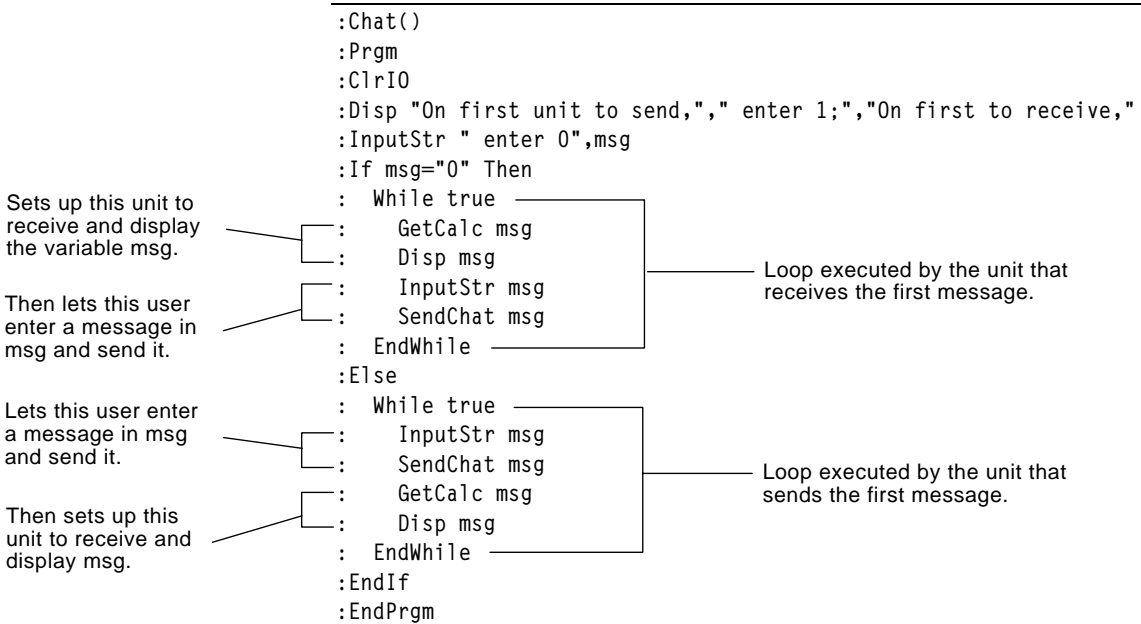 :Chat()
:Prgm
:ClrIO
:Disp "On first unit to send,"," enter 1;","On first to receive,"
:InputStr " enter 0",msg
:If msg="0" Then
:  While true
:    GetCalc msg
:    Disp msg
:    InputStr msg
:    SendChat msg
:  EndWhile
:Else
:  While true
:    InputStr msg
:    SendChat msg
:    GetCalc msg
:    Disp msg
:  EndWhile
:EndIf
:EndPrgm
Sets up this unit to
receive and display
the variable msg.
Then lets this user
enter a message in
msg and send it.
Lets this user enter
a message in msg
and send it.
Then sets up this
unit to receive and
display msg.
Loop executed by the unit that
receives the first message.
Loop executed by the unit that
sends the first message.